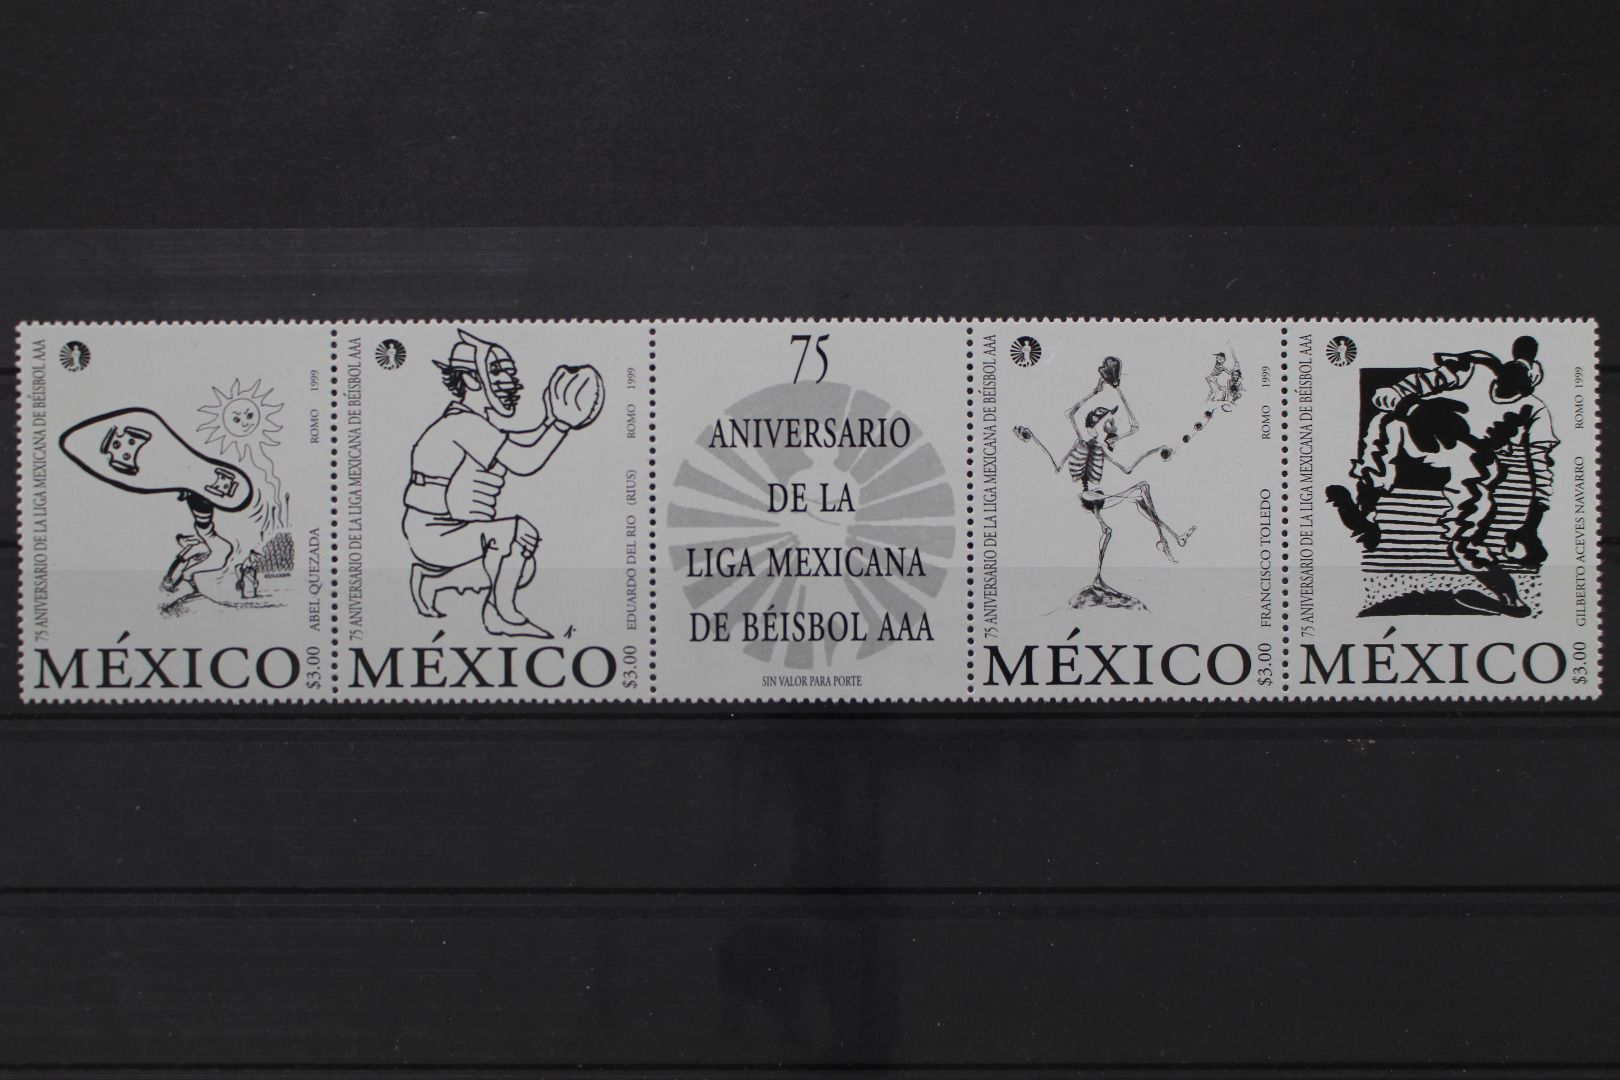 75 ANIVERSARIO DE LA LIGA MEXICANA DE BÉISBOL AAA
ROMO 1999
ABEL QUEZADA
MÉXICO
$3.00
75 ANIVERSARIO DE LA LIGA MEXICANA DE BÉISBOL AAA
ROMO 1999
EDUARDO DEL RIO (RIUS)
MÉXICO
$3.00
75
ANIVERSARIO
DE LA
LIGA MEXICANA
DE BÉISBOL AAA
SIN VALOR PARA PORTE
75 ANIVERSARIO DE LA LIGA MEXICANA DE BÉISBOL AAA
ROMO 1999
FRANCISCO TOLEDO
MÉXICO
$3.00
75 ANIVERSARIO DE LA LIGA MEXICANA DE BÉISBOL AAA
ROMO 1999
GILBERTO ACEVES NAVARO
MÉXICO
$3.00